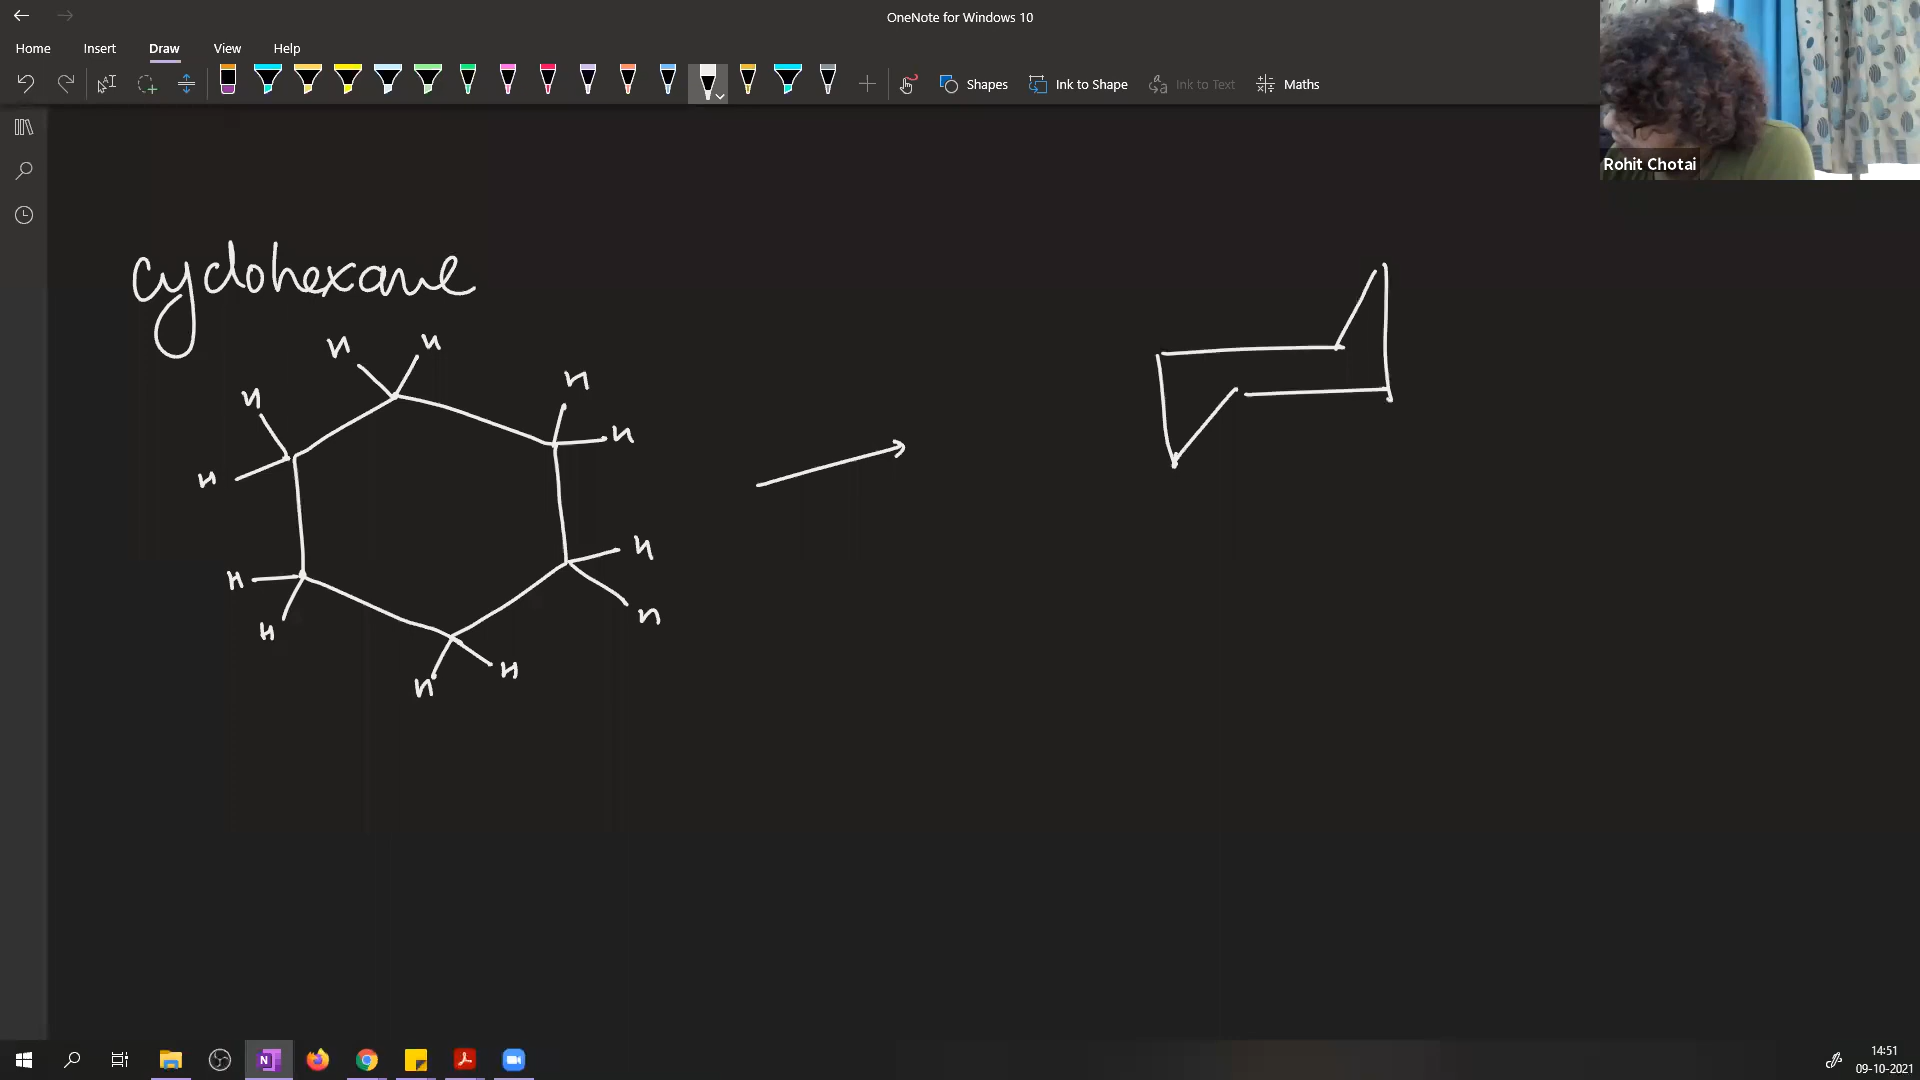 OneNote for Windows 10
Home Insert Draw View Help
Shapes Ink to Shape Ink to Text Maths
Rohit Chotai
cyclohexane
H H
H H
H H
H H
H H
H H
14:51
09-10-2021